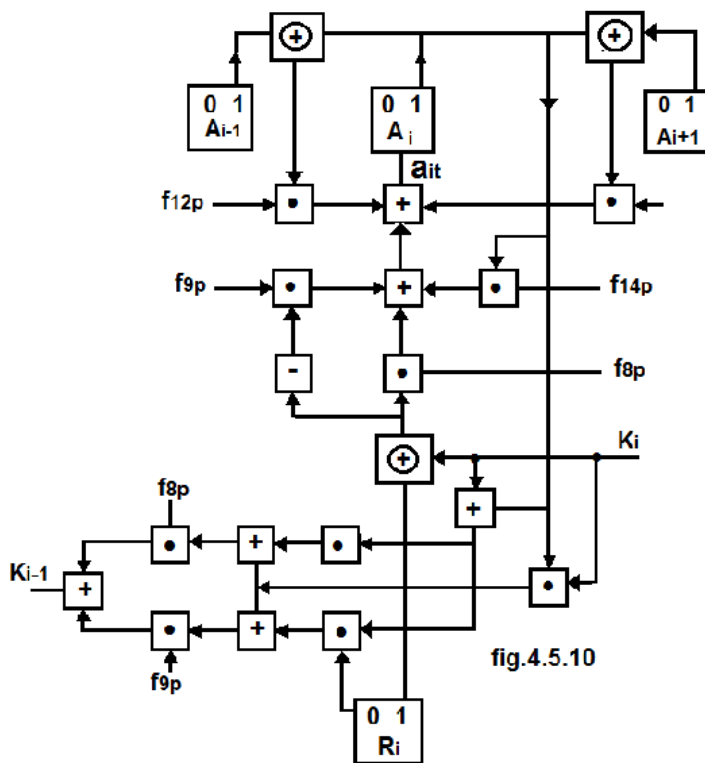 0 1
Ai-1
0 1
A i
0 1
Ai+1
ait
f12p
f9p
f14p
f8p
Ki
f8p
Ki-1
f9p
fig.4.5.10
0 1
Ri